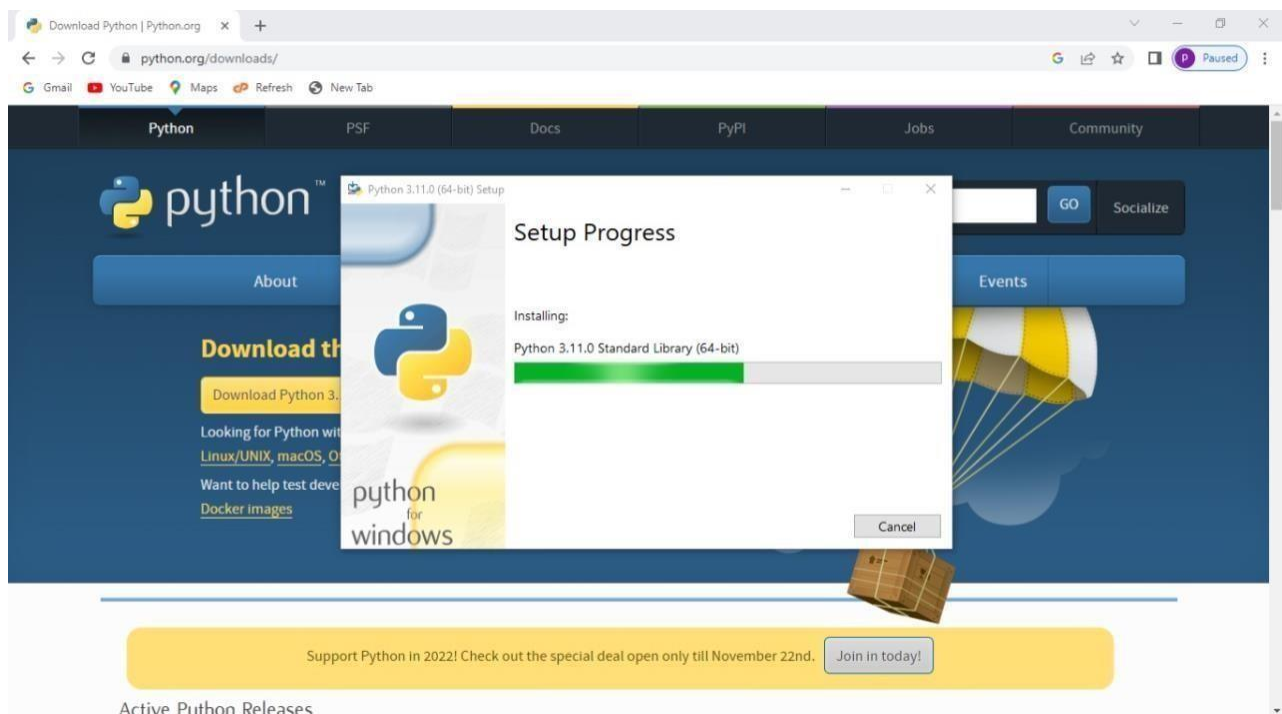 Download Python | Python.org
python.org/downloads/
P Paused
Gmail YouTube Maps Refresh New Tab
Python PSF Docs PyPI Jobs Community
python™
GO Socialize
About Events
Python 3.11.0 (64-bit) Setup
Setup Progress
Installing:
Python 3.11.0 Standard Library (64-bit)
python
for
windows
Cancel
Download th
Download Python 3.
Looking for Python wit
Linux/UNIX, macOS, O
Want to help test deve
Docker images
Support Python in 2022! Check out the special deal open only till November 22nd. Join in today!
Active Python Releases